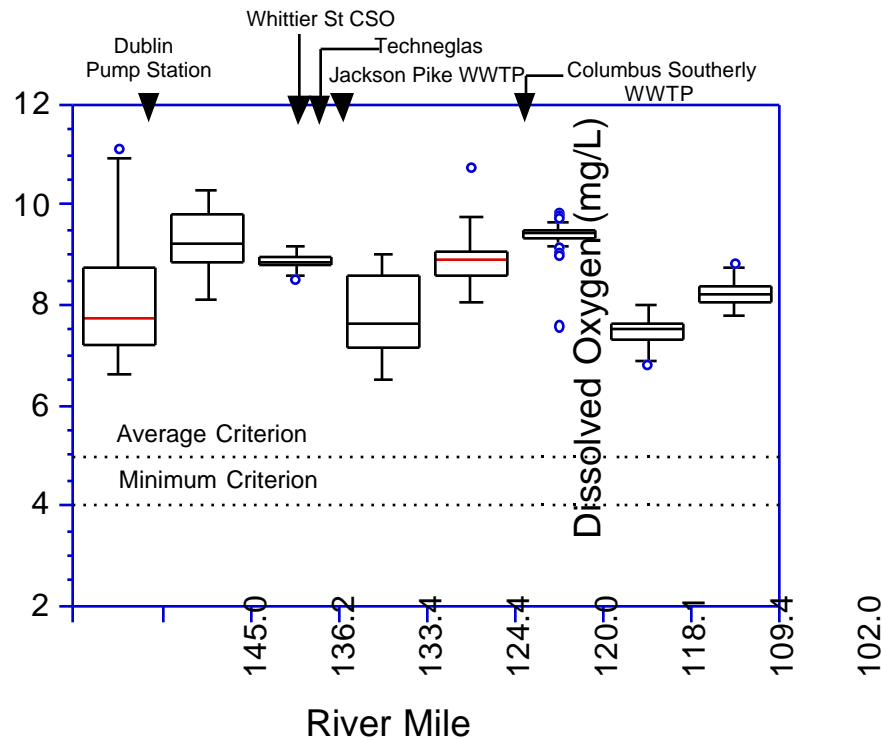 Whittier St CSO
Dublin
Pump Station
Techneglas
Jackson Pike WWTP
Columbus Southerly
WWTP
12
10
8
6
4
2
Dissolved Oxygen (mg/L)
Average Criterion
Minimum Criterion
145.0
136.2
133.4
124.4
120.0
118.1
109.4
102.0
River Mile